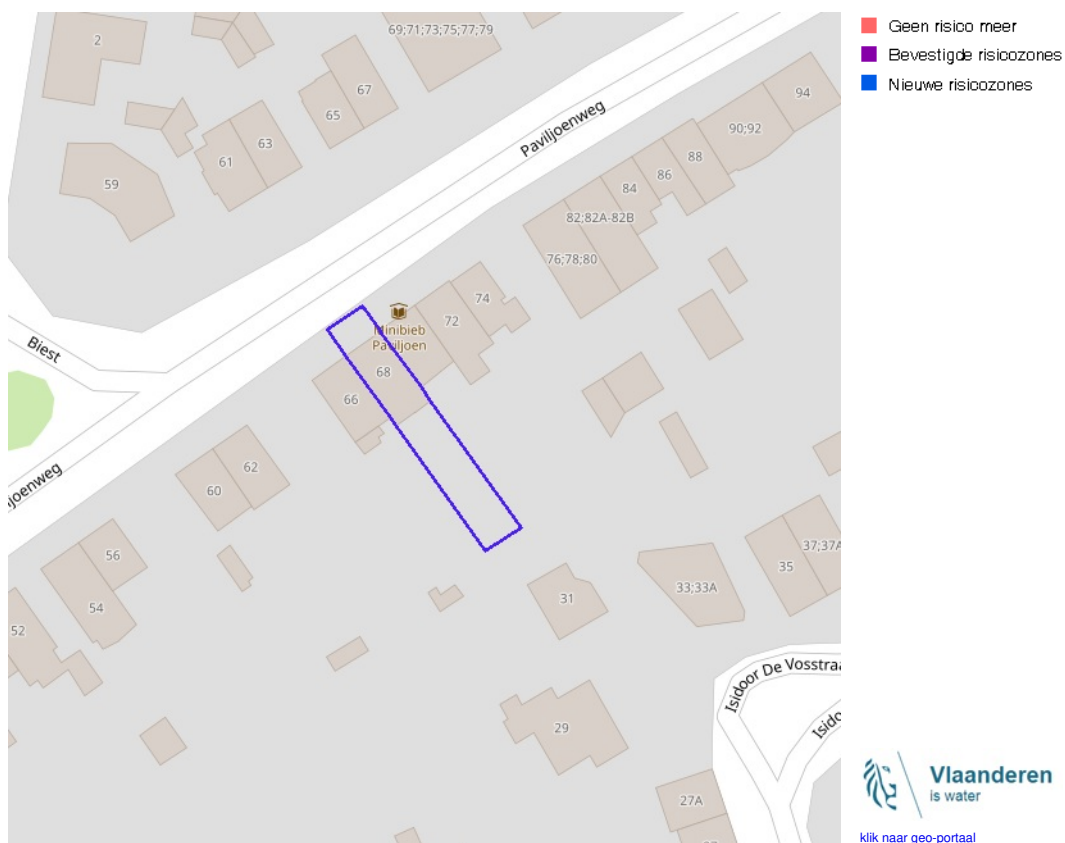 Geen risico meer
Bevestigde risicozones
Nieuwe risicozones
2
69;71;73;75;77;79
67
65
63
61
59
Paviljoenweg
94
90;92
88
86
84
82;82A-82B
76;78;80
74
72
Minibieb
Paviljoen
68
66
Biest
62
60
56
54
52
31
33;33A
35
37;37A
29
27A
Isidoor De Vosstraa
Isido
iljoenweg
Vlaanderen
is water
klik naar geo-portaal